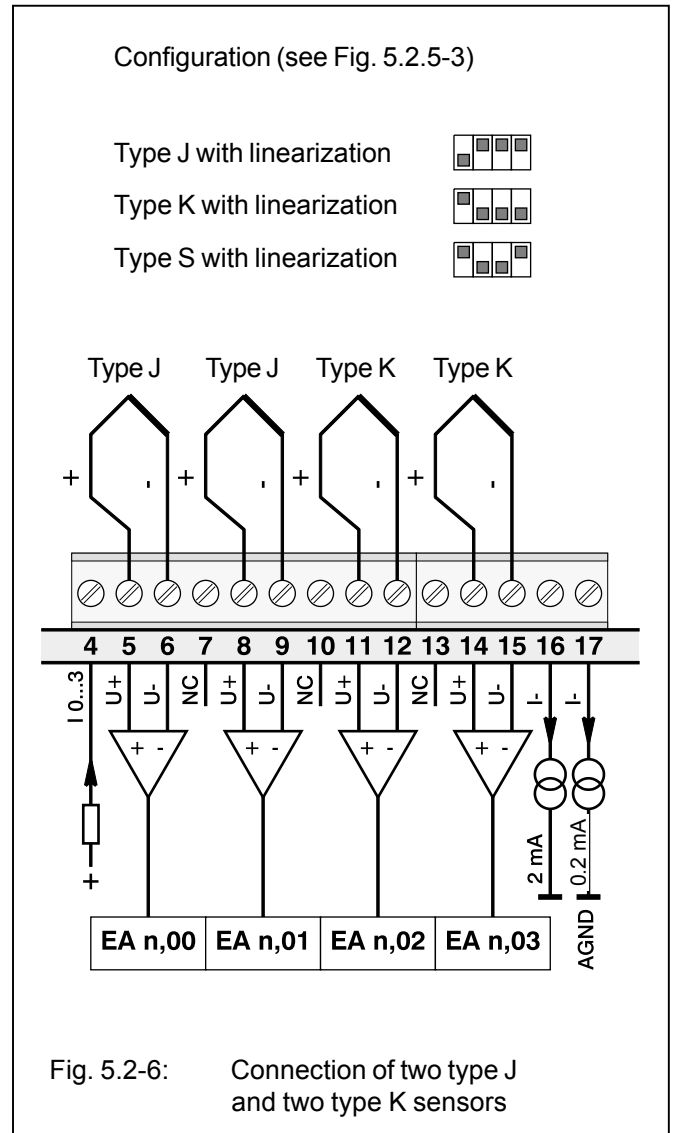 Configuration (see Fig. 5.2.5-3)
Type J with linearization
Type K with linearization
Type S with linearization
Type J Type J Type K Type K
+ - + - + - + -
4 5 6 7 8 9 10 11 12 13 14 15 16 17
I 0...3 U+ U- NC U+ U- NC U+ U- NC U+ U- I- I-
+ - + - + - + -
+ 2 mA 0.2 mA
EA n,00 EA n,01 EA n,02 EA n,03 AGND
Fig. 5.2-6: Connection of two type J
and two type K sensors